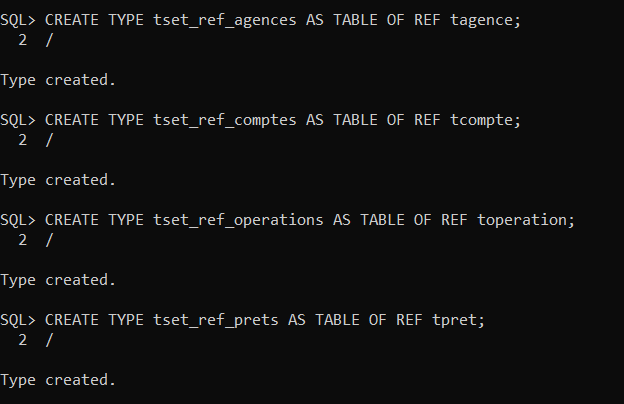 SQL> CREATE TYPE tset_ref_agences AS TABLE OF REF tagence;
  2  /
Type created.
SQL> CREATE TYPE tset_ref_comptes AS TABLE OF REF tcompte;
  2  /
Type created.
SQL> CREATE TYPE tset_ref_operations AS TABLE OF REF toperation;
  2  /
Type created.
SQL> CREATE TYPE tset_ref_prets AS TABLE OF REF tpret;
  2  /
Type created.